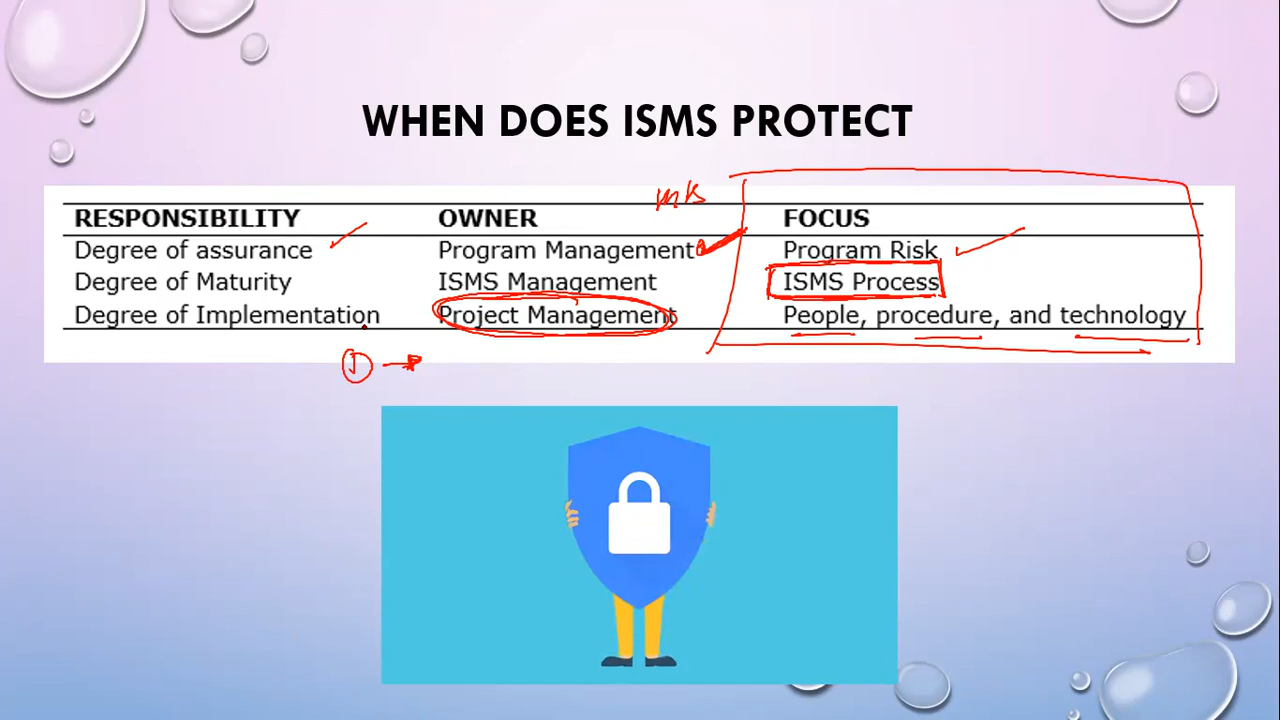 WHEN DOES ISMS PROTECT
RESPONSIBILITY OWNER FOCUS
Degree of assurance Program Management Program Risk
Degree of Maturity ISMS Management ISMS Process
Degree of Implementation Project Management People, procedure, and technology